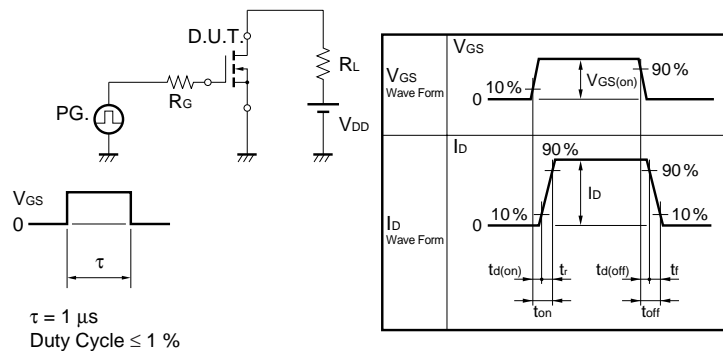 D.U.T.
RL
RG
PG.
VDD
VGS
0
τ
τ = 1 μs
Duty Cycle ≤ 1 %
VGS
Wave Form
VGS
10 %
VGS(on)
90 %
0
ID
Wave Form
ID
90 %
90 %
ID
10 %
10 %
0
td(on)
tr
td(off)
tf
ton
toff